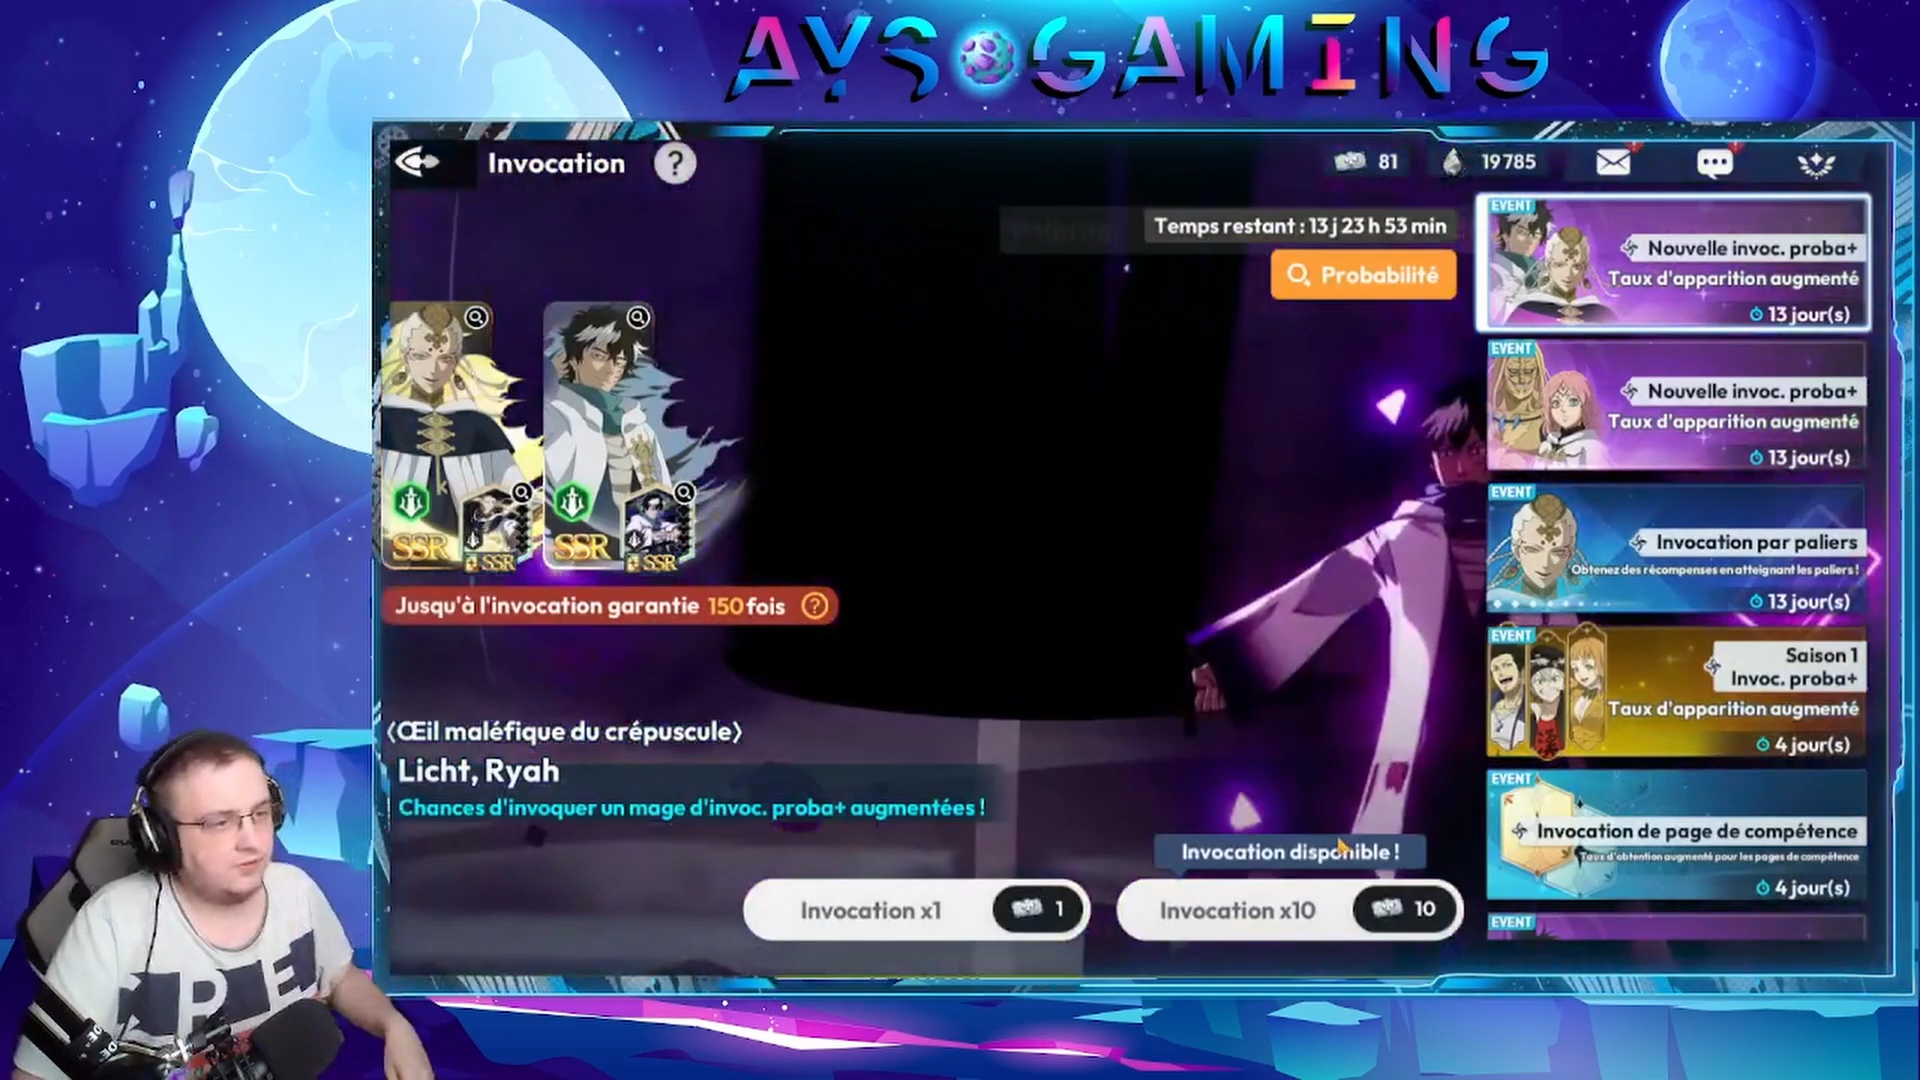 AYSOGAMING
Invocation
?
81
19785
Temps restant : 13 j 23 h 53 min
Probabilité
SSR
SSR
SSR
SSR
Jusqu'à l'invocation garantie 150 fois ?
〈Œil maléfique du crépuscule〉
Licht, Ryah
Chances d'invoquer un mage d'invoc. proba+ augmentées !
Invocation disponible !
Invocation x1
1
Invocation x10
10
EVENT
Nouvelle invoc. proba+
Taux d'apparition augmenté
13 jour(s)
EVENT
Nouvelle invoc. proba+
Taux d'apparition augmenté
13 jour(s)
EVENT
Invocation par paliers
Obtenez des récompenses en atteignant les paliers !
13 jour(s)
EVENT
Saison 1
Invoc. proba+
Taux d'apparition augmenté
4 jour(s)
EVENT
Invocation de page de compétence
Taux d'obtention augmenté pour les pages de compétence
4 jour(s)
EVENT